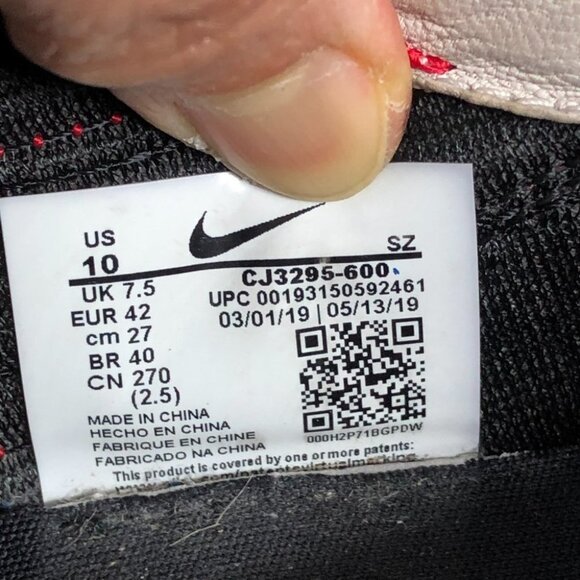 US
10
SZ
CJ3295-600
UK 7.5
UPC 00193150592461
EUR 42
03/01/19 | 05/13/19
cm 27
BR 40
CN 270
(2.5)
000H2P71BGPDW
MADE IN CHINA
HECHO EN CHINA
FABRIQUE EN CHINE
FABRICADO NA CHINA
This product is covered by one or more patents: